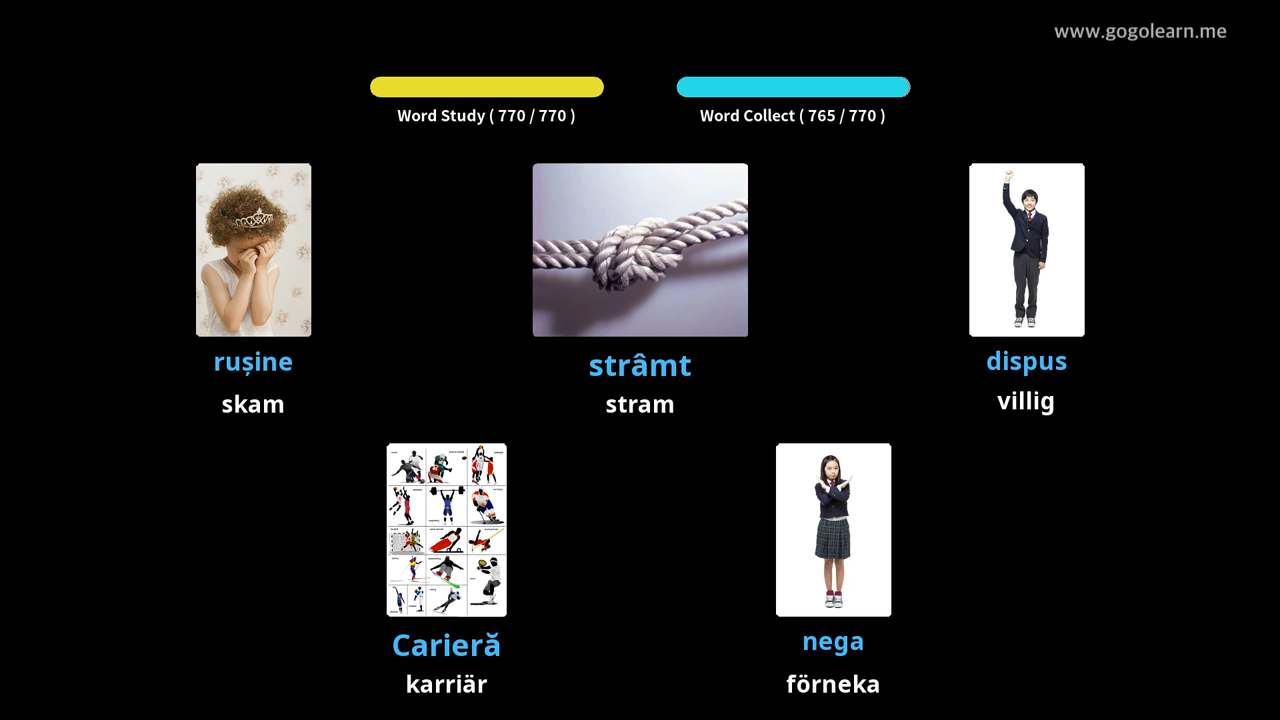 www.gogolearn.me
Word Study ( 770 / 770 )
Word Collect ( 765 / 770 )
rușine
strâmt
dispus
skam
stram
villig
Carieră
nega
karriär
förneka